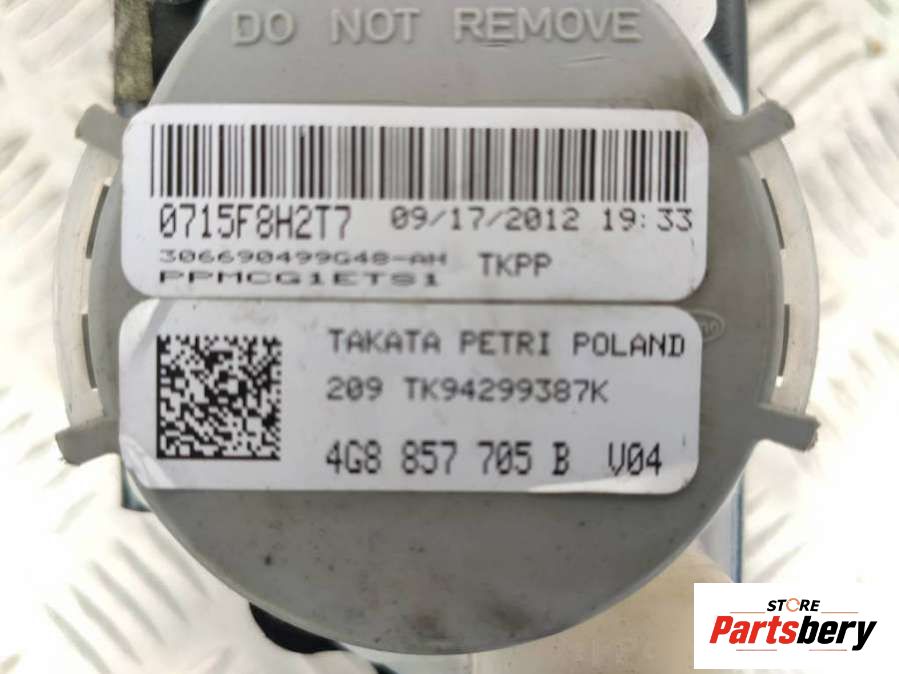 DO NOT REMOVE
0715F8H2T7 09/17/2012 19:33
306690499G48-AH TKPP
PPMCG1ETS1
TAKATA PETRI POLAND
209 TK94299387K
4G8 857 705 B V04
STORE
Partsbery